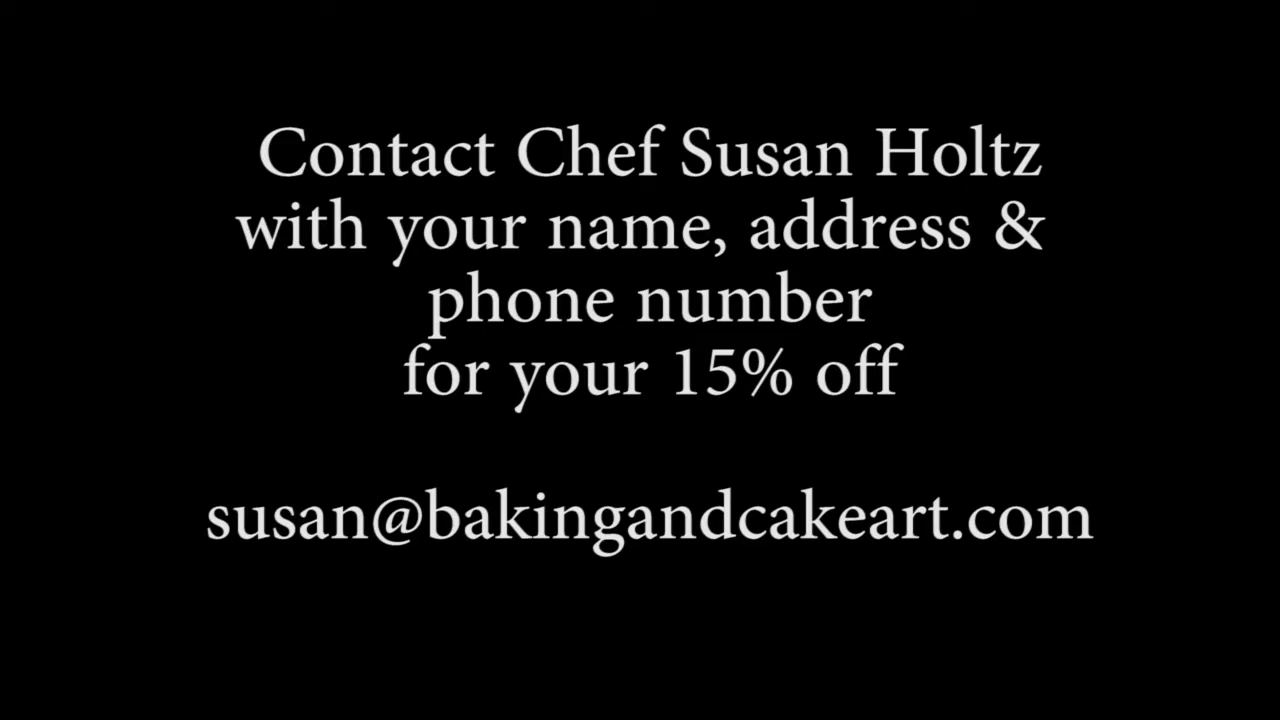 Contact Chef Susan Holtz
with your name, address &
phone number
for your 15% off
susan@bakingandcakeart.com